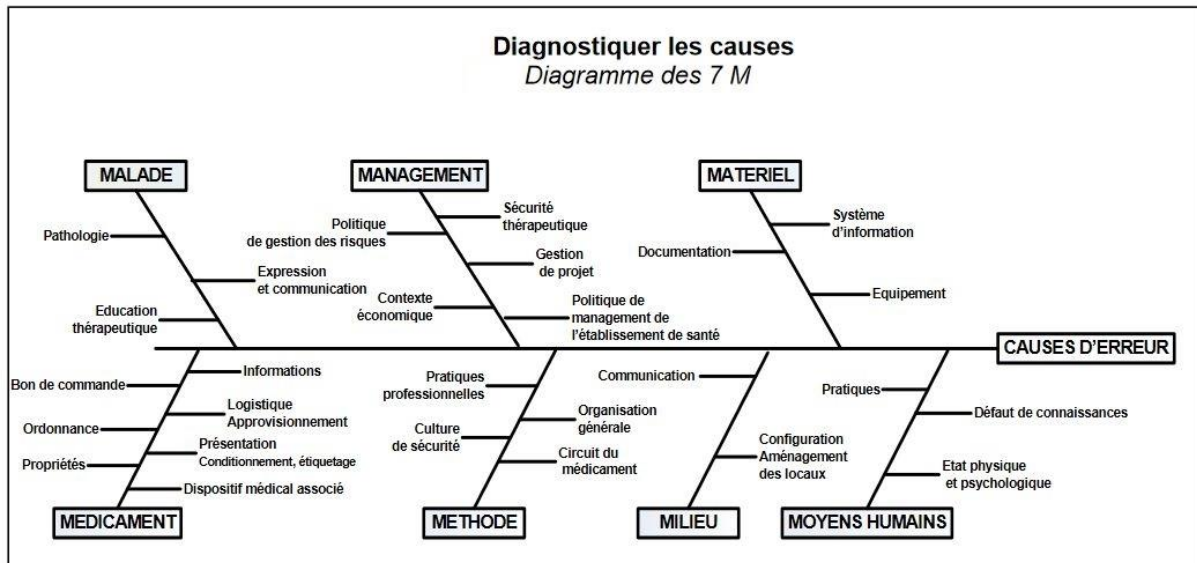 Diagnostiquer les causes
Diagramme des 7 M
MALADE
MANAGEMENT
MATERIEL
Pathologie
Expression
et communication
Education
thérapeutique
Politique
de gestion des risques
Sécurité
thérapeutique
Gestion
de projet
Contexte
économique
Politique de
management de
l'établissement de santé
Système
d'information
Documentation
Equipement
CAUSES D'ERREUR
Informations
Bon de commande
Logistique
Approvisionnement
Ordonnance
Présentation
Conditionnement, étiquetage
Propriétés
Dispositif médical associé
Pratiques
professionnelles
Organisation
générale
Culture
de sécurité
Circuit du
médicament
Communication
Configuration
Aménagement
des locaux
Pratiques
Défaut de connaissances
Etat physique
et psychologique
MEDICAMENT
METHODE
MILIEU
MOYENS HUMAINS